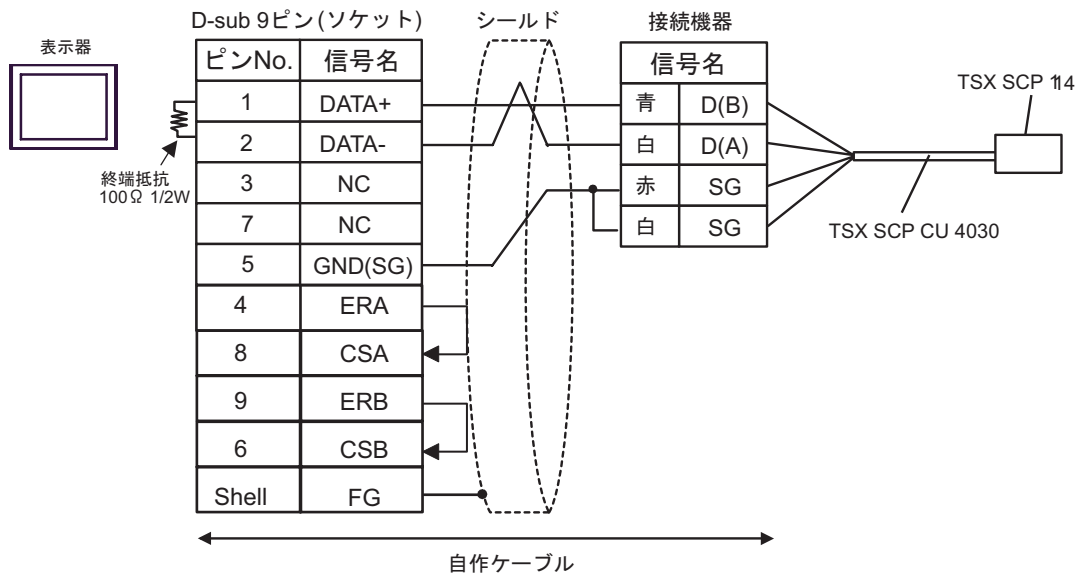 D-sub 9ピン(ソケット)
シールド
接続機器
表示器
ピンNo. 信号名
1 DATA+
2 DATA-
3 NC
7 NC
5 GND(SG)
4 ERA
8 CSA
9 ERB
6 CSB
Shell FG
終端抵抗
100Ω 1/2W
信号名
青 D(B)
白 D(A)
赤 SG
白 SG
TSX SCP 114
TSX SCP CU 4030
自作ケーブル